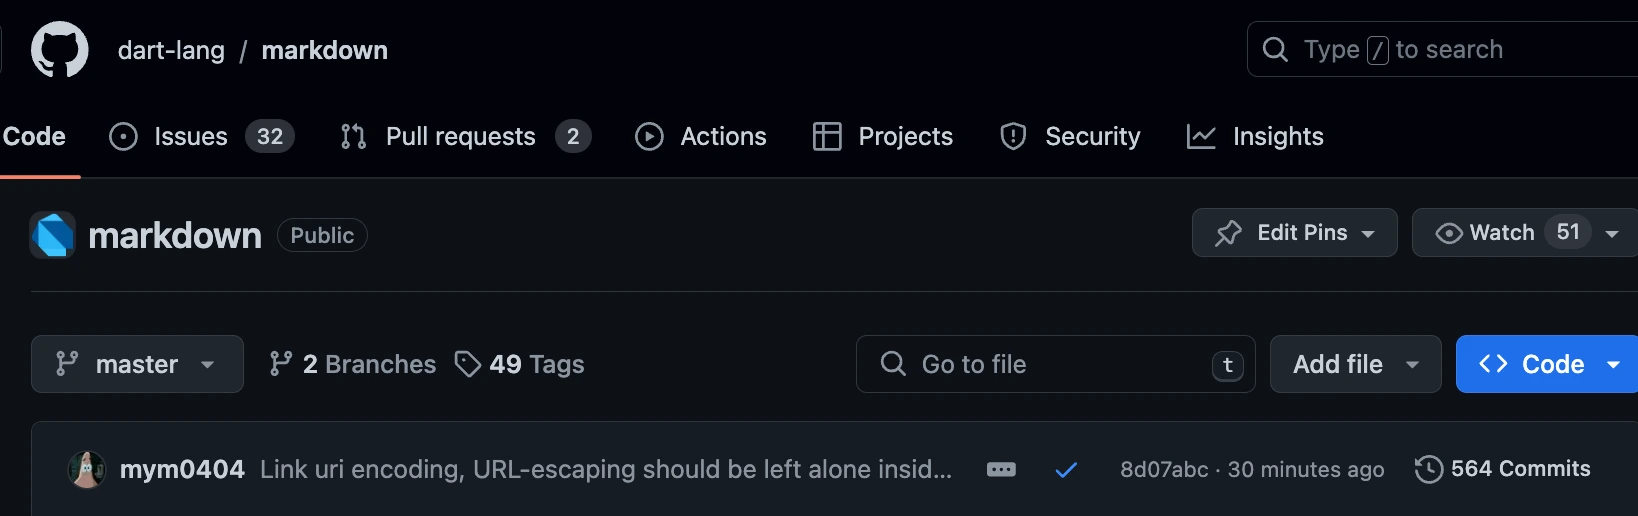 dart-lang / markdown
Type / to search
Code Issues 32 Pull requests 2 Actions Projects Security Insights
markdown Public Edit Pins Watch 51
master 2 Branches 49 Tags Go to file t Add file <> Code
mym0404 Link uri encoding, URL-escaping should be left alone insid... 8d07abc · 30 minutes ago 564 Commits